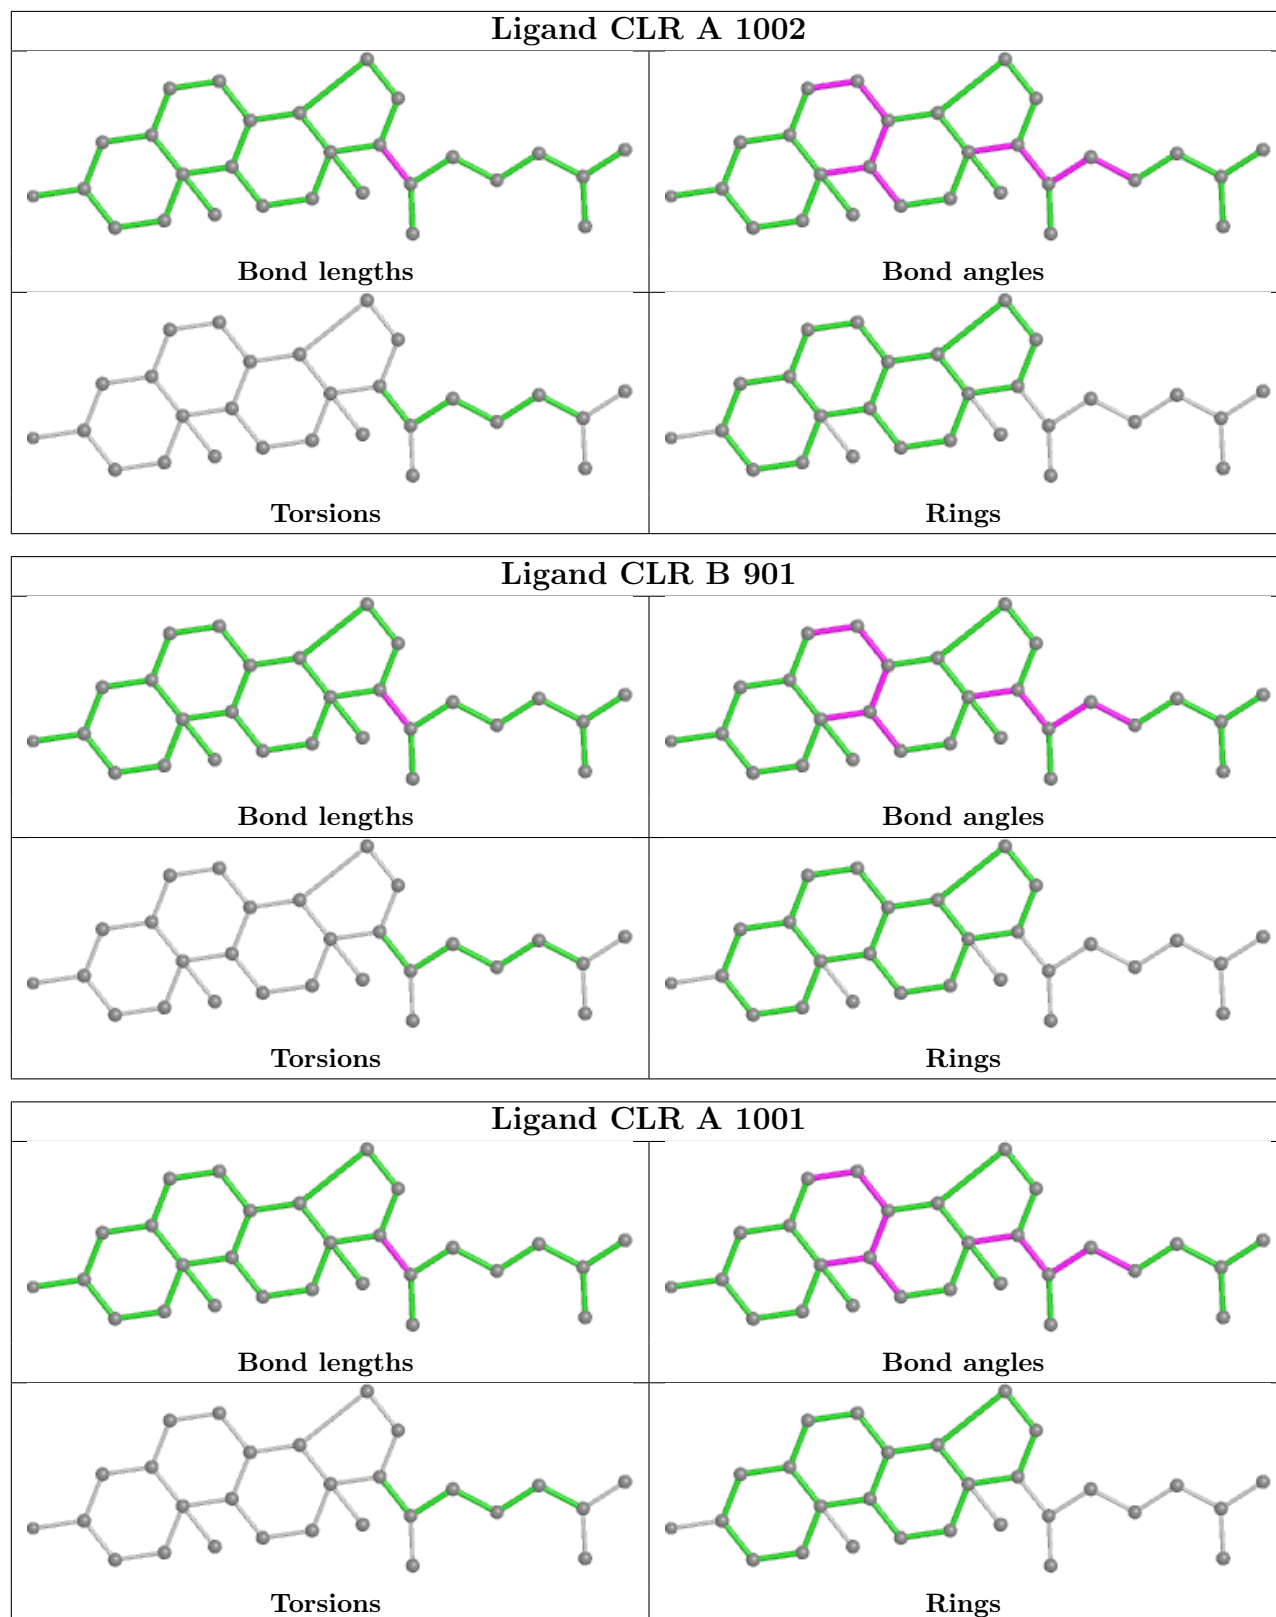 Ligand CLR A 1002
Bond lengths
Bond angles
Torsions
Rings
Ligand CLR B 901
Bond lengths
Bond angles
Torsions
Rings
Ligand CLR A 1001
Bond lengths
Bond angles
Torsions
Rings